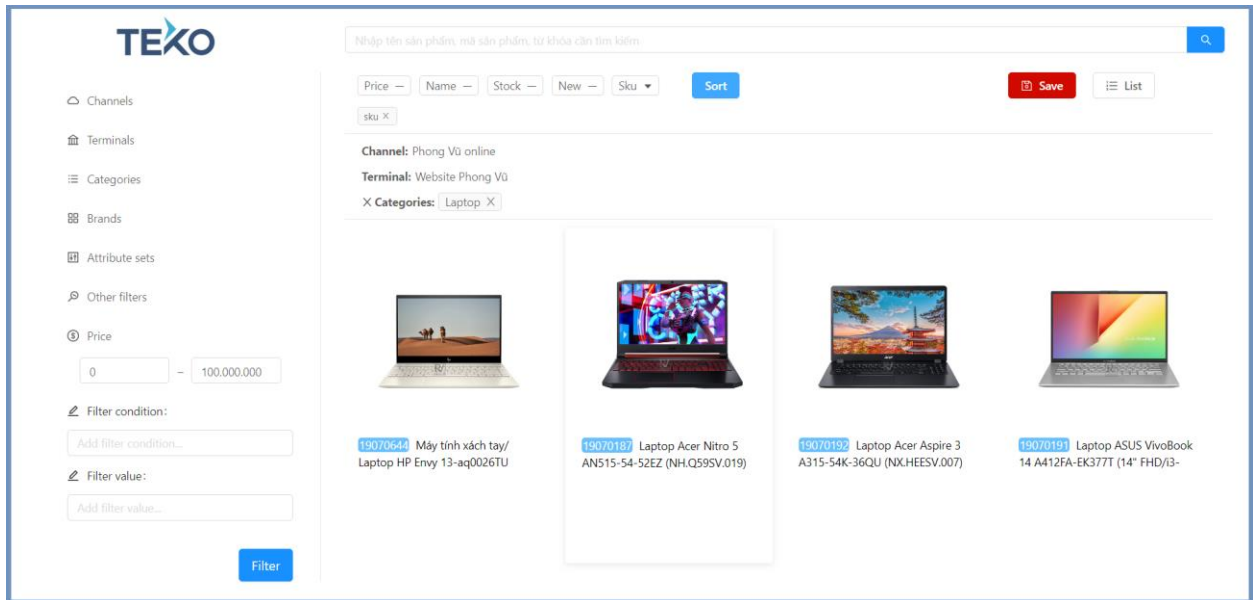 TEKO
Nhập tên sản phẩm, mã sản phẩm, từ khóa cần tìm kiếm
Channels
Terminals
Categories
Brands
Attribute sets
Other filters
Price
0 – 100.000.000
Filter condition:
Add filter condition...
Filter value:
Add filter value...
Filter
Price – Name – Stock – New – Sku Sort Save List
sku ×
Channel: Phong Vũ online
Terminal: Website Phong Vũ
× Categories: Laptop ×
19070644 Máy tính xách tay/
Laptop HP Envy 13-aq0026TU
19070187 Laptop Acer Nitro 5
AN515-54-52EZ (NH.Q59SV.019)
19070192 Laptop Acer Aspire 3
A315-54K-36QU (NX.HEESV.007)
19070191 Laptop ASUS VivoBook
14 A412FA-EK377T (14" FHD/i3-